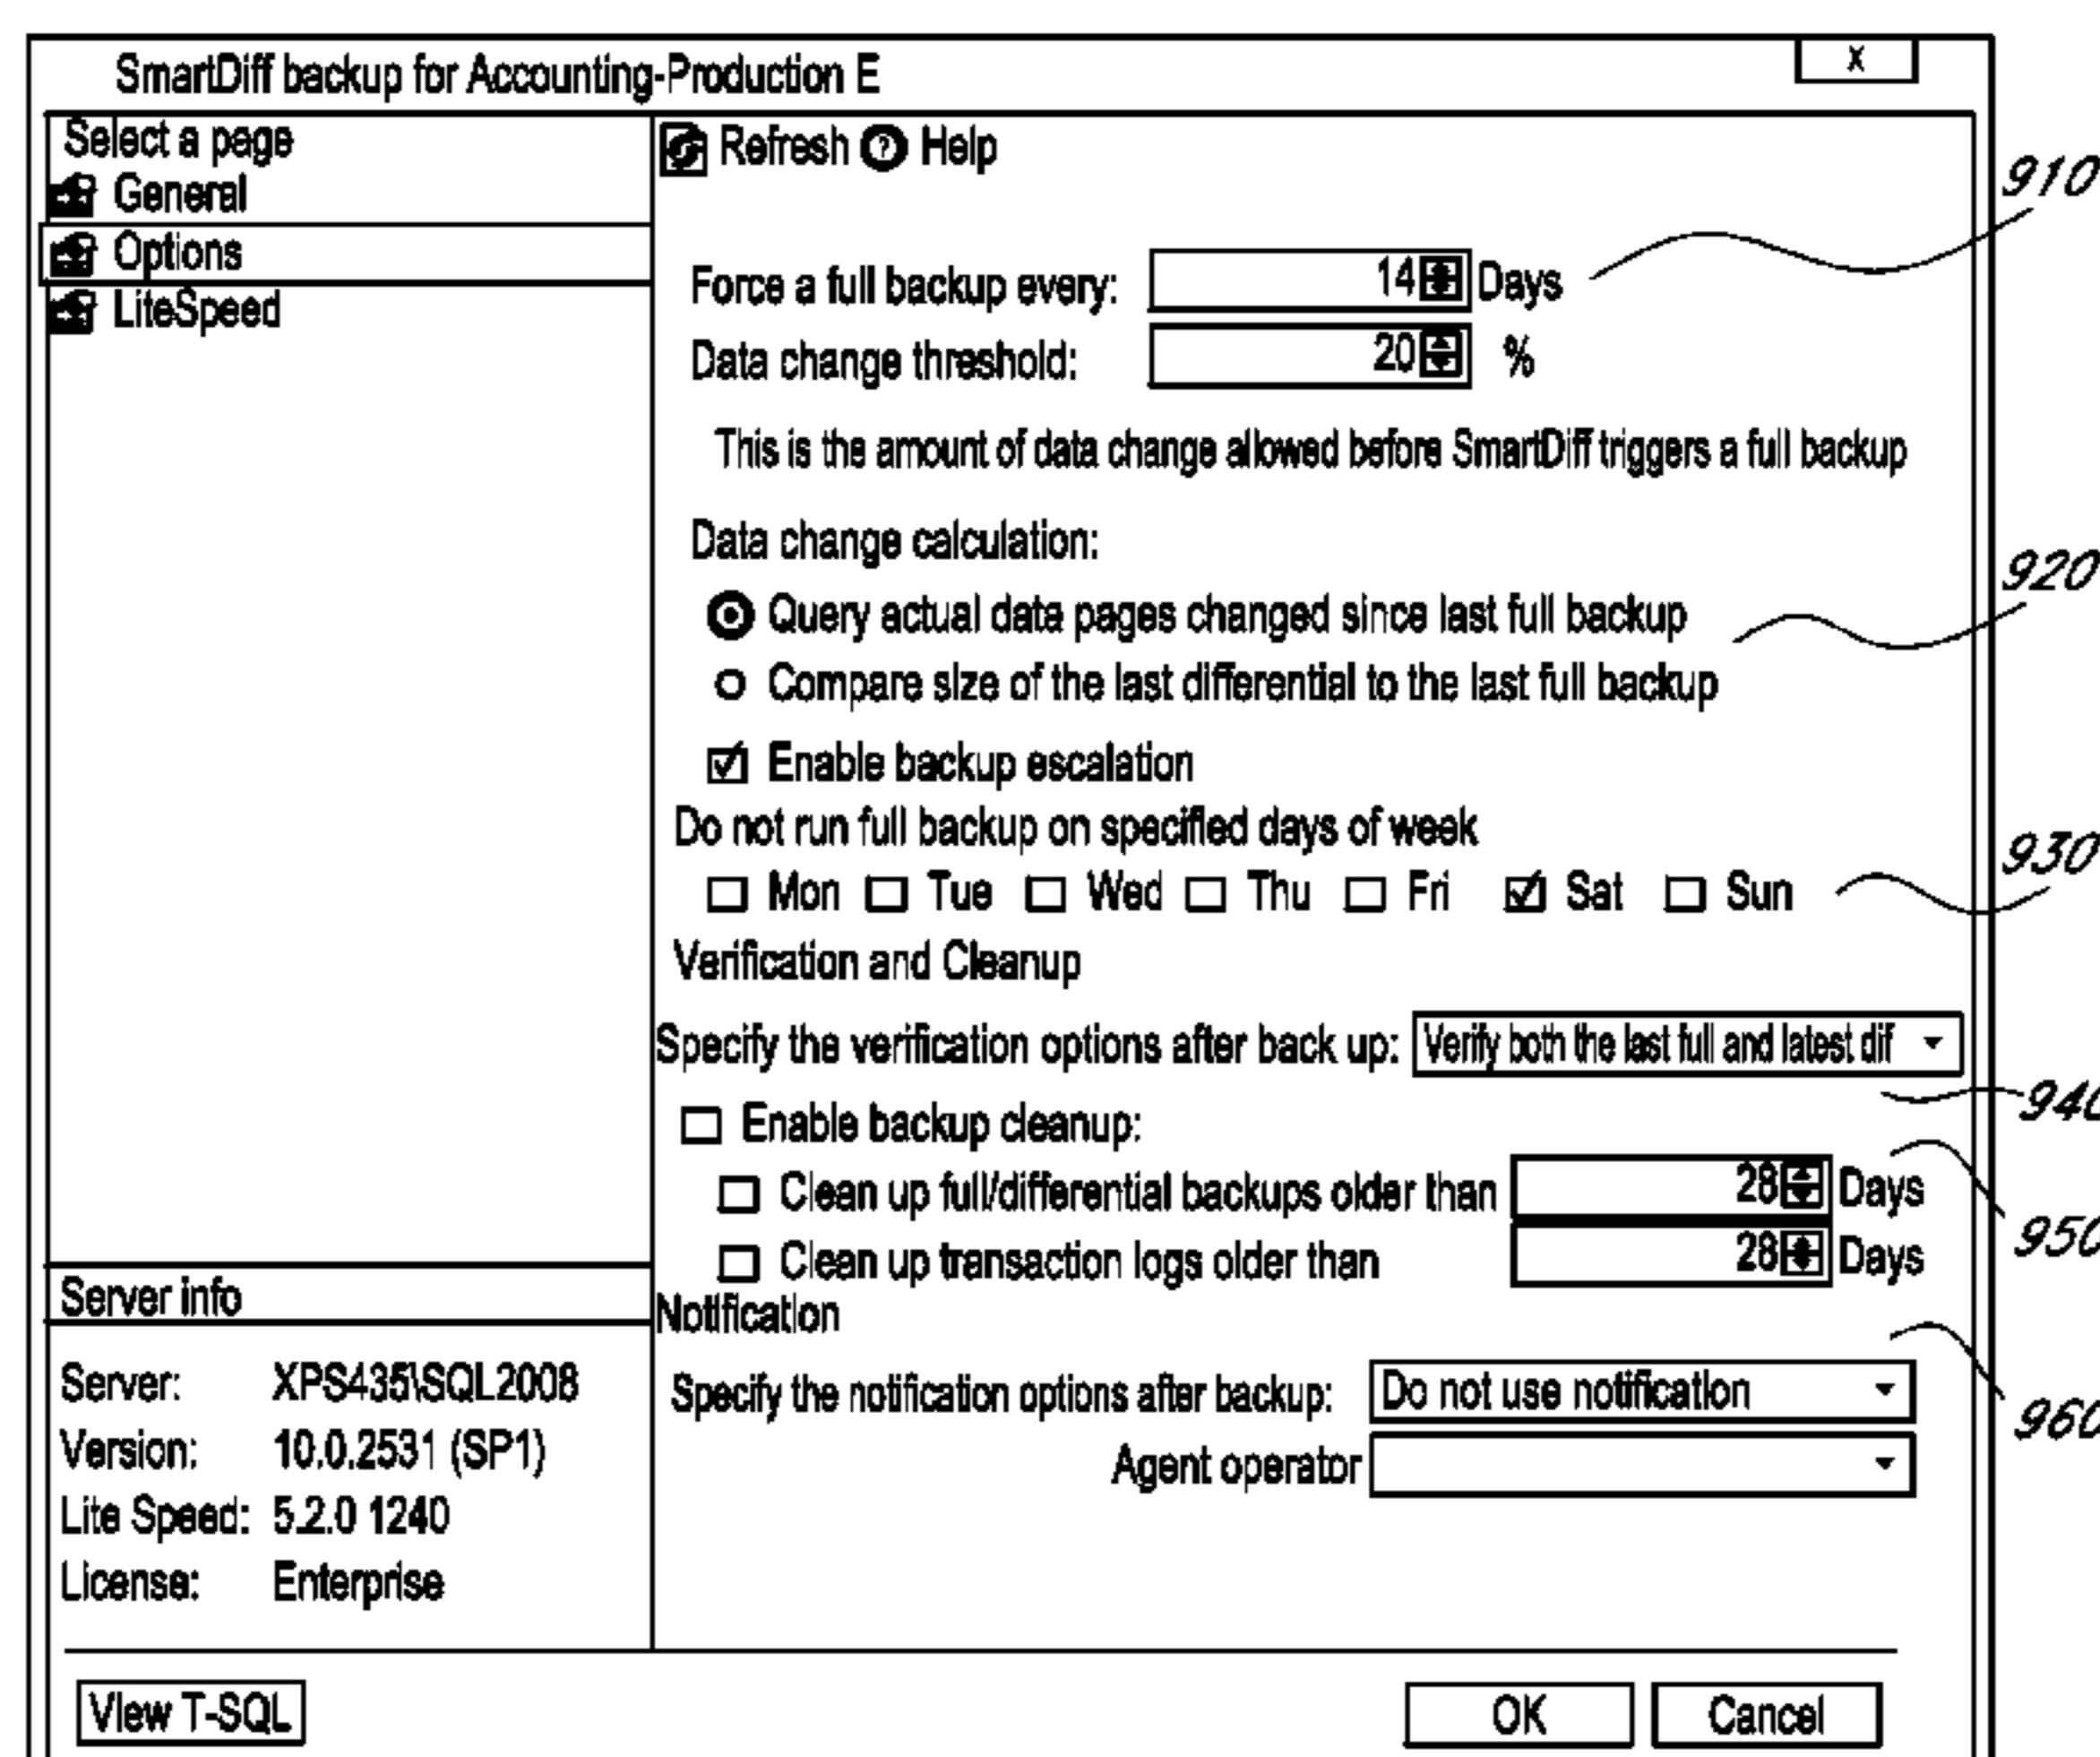 SmartDiff backup for Accounting-Production E
X
Select a page
General
Options
LiteSpeed
Refresh Help
910
Force a full backup every: 14 Days
Data change threshold: 20 %
This is the amount of data change allowed before SmartDiff triggers a full backup
Data change calculation:
920
Query actual data pages changed since last full backup
Compare size of the last differential to the last full backup
Enable backup escalation
Do not run full backup on specified days of week
930
Mon Tue Wed Thu Fri Sat Sun
Verification and Cleanup
Specify the verification options after back up: Verify both the last full and latest dif
940
Enable backup cleanup:
Clean up full/differential backups older than 28 Days
950
Clean up transaction logs older than 28 Days
Notification
Specify the notification options after backup: Do not use notification
960
Agent operator
Server info
Server: XPS435\SQL2008
Version: 10.0.2531 (SP1)
Lite Speed: 5.2.0 1240
License: Enterprise
View T-SQL
OK
Cancel